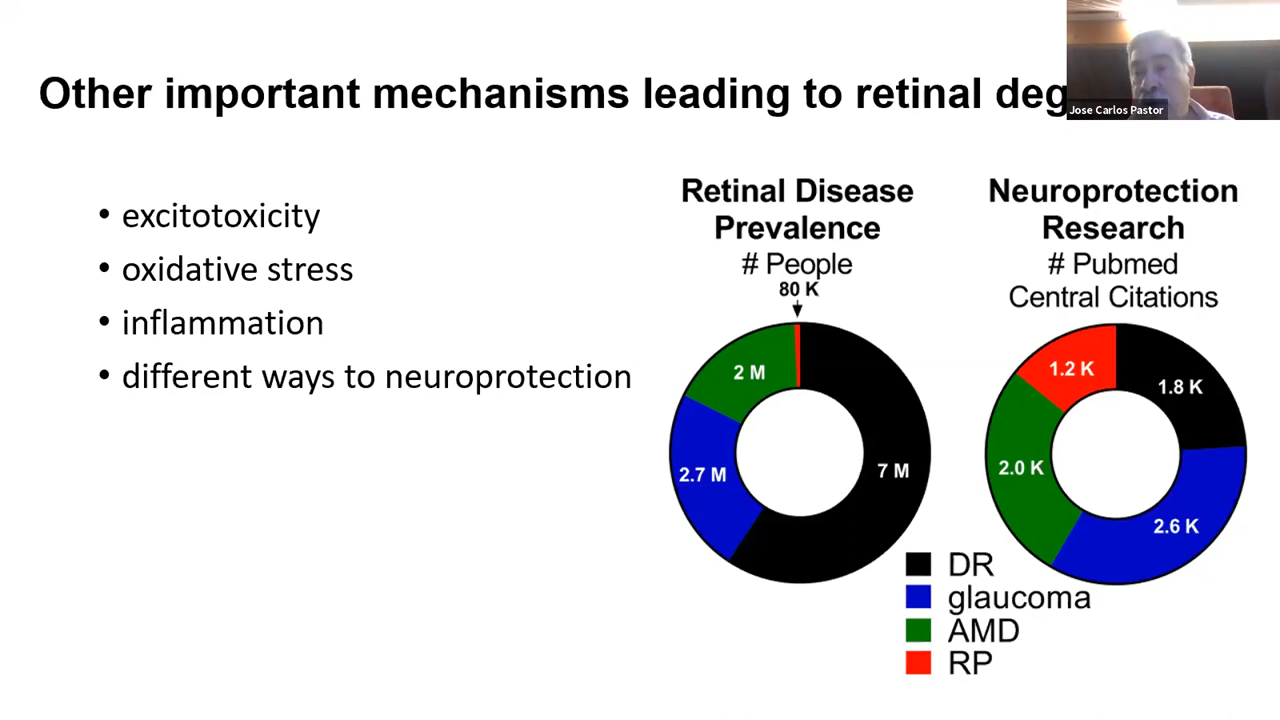 Other important mechanisms leading to retinal deg
Jose Carlos Pastor
• excitotoxicity
• oxidative stress
• inflammation
• different ways to neuroprotection
Retinal Disease
Prevalence
# People
80 K
2 M
2.7 M
7 M
Neuroprotection
Research
# Pubmed
Central Citations
1.2 K
1.8 K
2.0 K
2.6 K
DR
glaucoma
AMD
RP